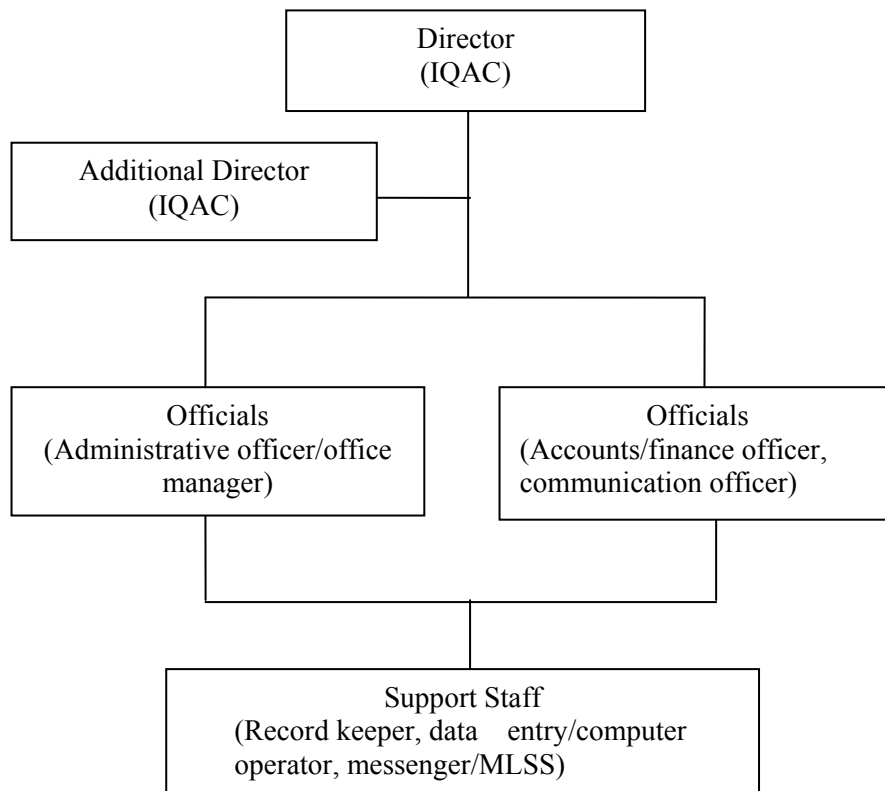 Director
(IQAC)
Additional Director
(IQAC)
Officials
(Administrative officer/office
manager)
Officials
(Accounts/finance officer,
communication officer)
Support Staff
(Record keeper, data entry/computer
operator, messenger/MLSS)